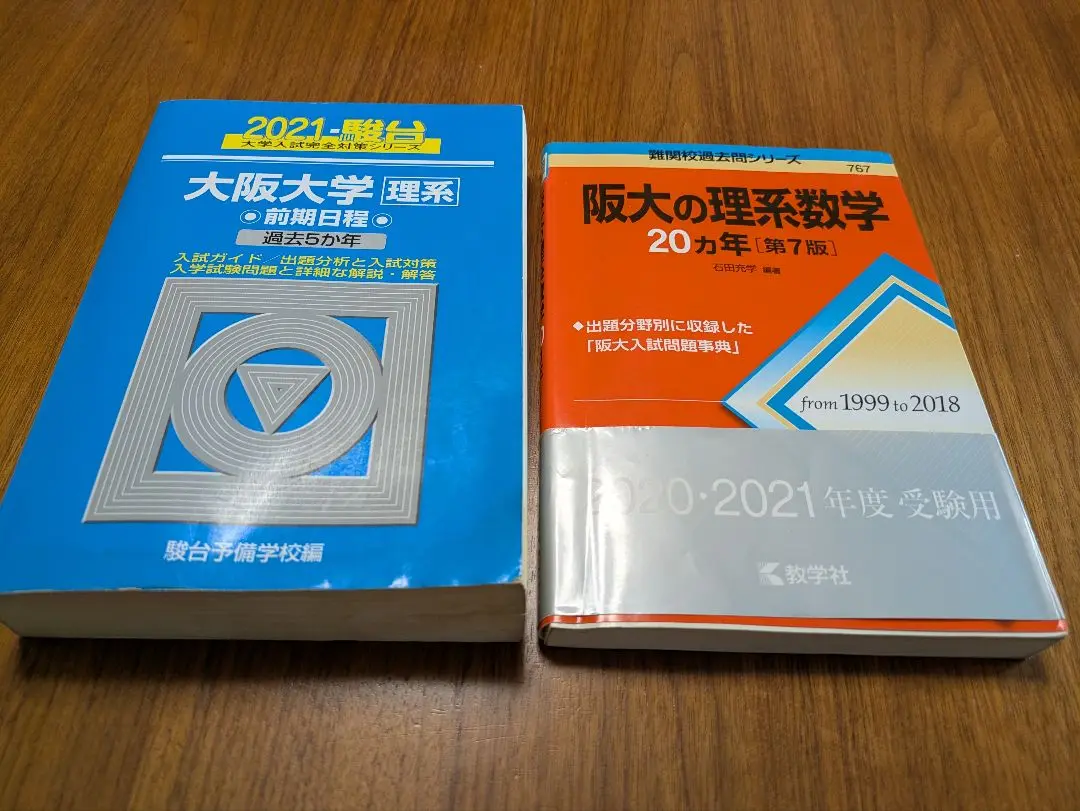 2021-駿台
大学入試完全対策シリーズ
大阪大学 理系
前期日程
過去5か年
入試ガイド/出題分析と入試対策
入学試験問題と詳細な解説・解答
駿台予備学校編
難関校過去問シリーズ
767
阪大の理系数学
20カ年[第7版]
石田充学 編著
◆出題分野別に収録した
「阪大入試問題事典」
from 1999 to 2018
2020・2021年度 受験用
教学社